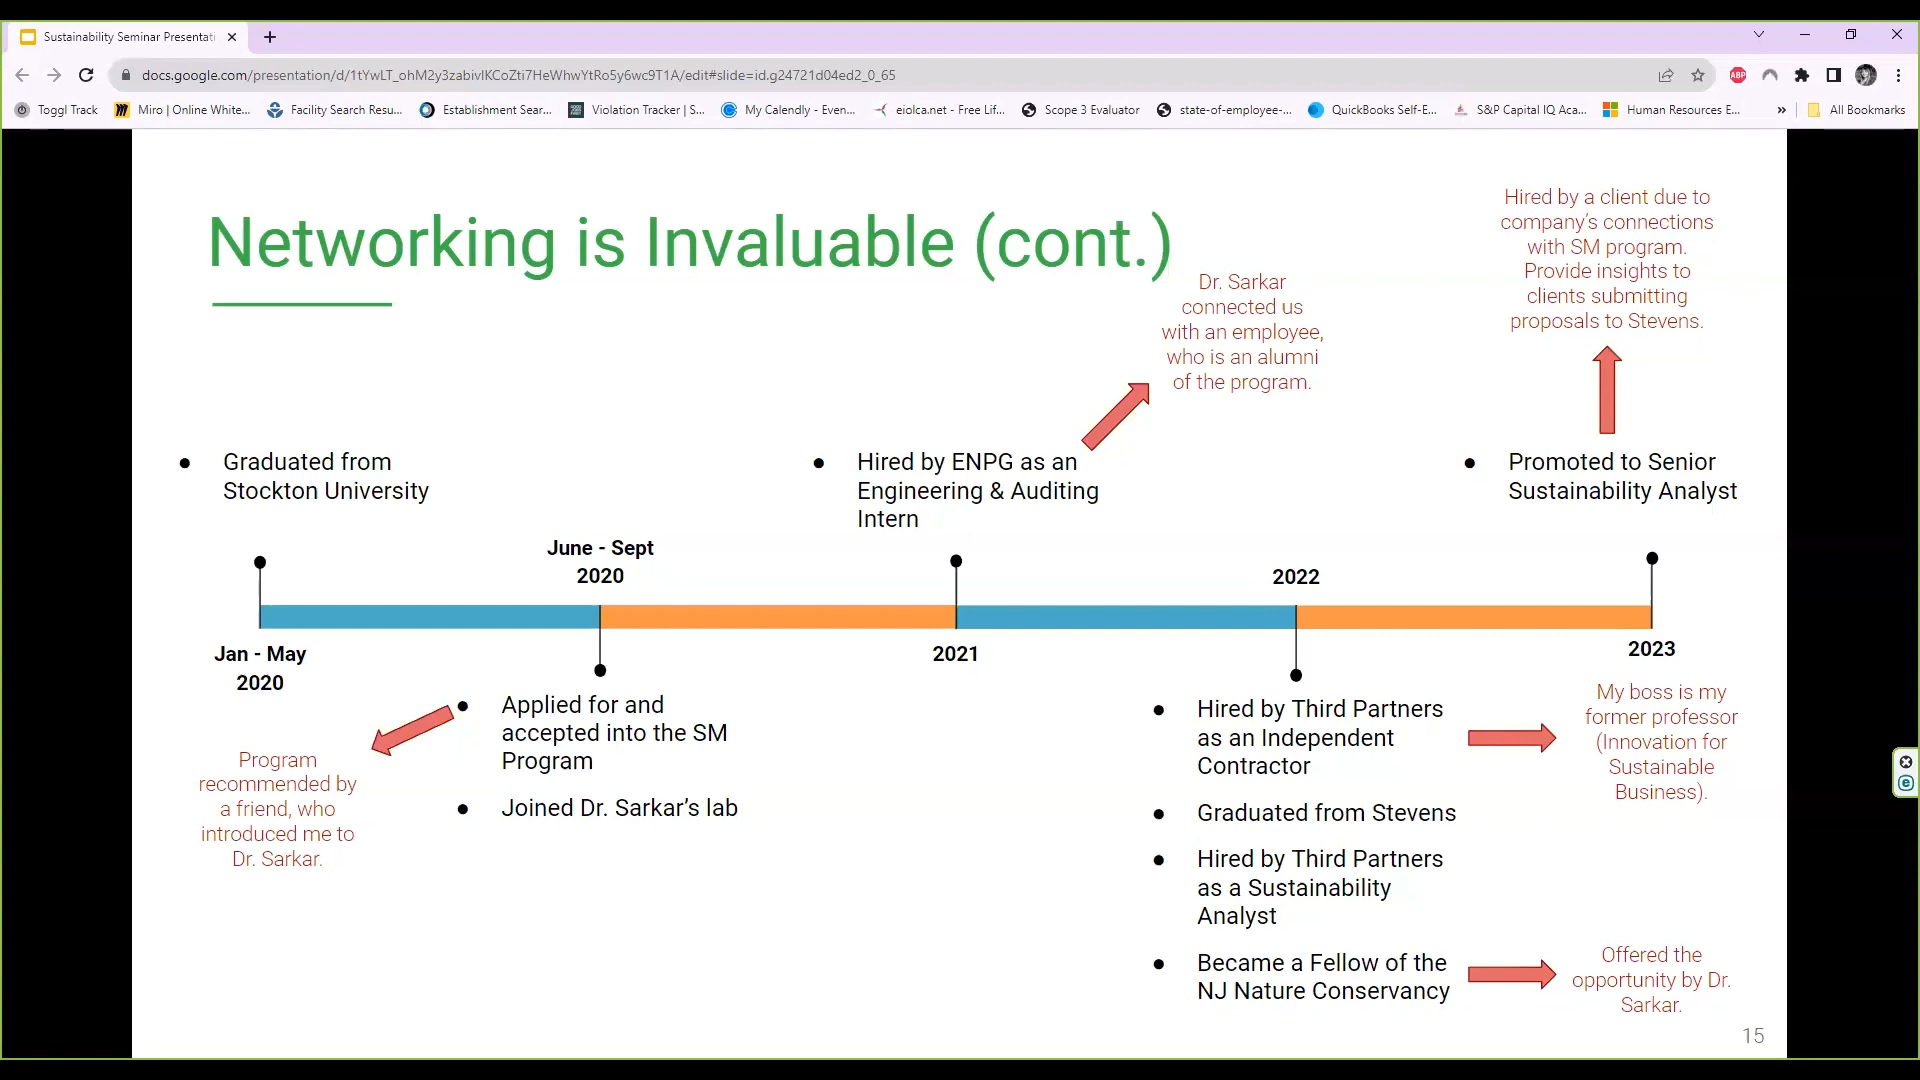 Sustainability Seminar Presentati
docs.google.com/presentation/d/1tYwLT_ohM2y3zabivIKCoZti7HeWhwYtRo5y6wc9T1A/edit#slide=id.g24721d04ed2_0_65
ABP
Toggl Track
Miro | Online White...
Facility Search Resu...
Establishment Sear...
Violation Tracker | S...
My Calendly - Even...
eiolca.net - Free Lif...
Scope 3 Evaluator
state-of-employee-...
QuickBooks Self-E...
S&P Capital IQ Aca...
Human Resources E...
»
All Bookmarks
Networking is Invaluable (cont.)
Hired by a client due to
company's connections
with SM program.
Provide insights to
clients submitting
proposals to Stevens.
Dr. Sarkar
connected us
with an employee,
who is an alumni
of the program.
● Graduated from
Stockton University
● Hired by ENPG as an
Engineering & Auditing
Intern
● Promoted to Senior
Sustainability Analyst
June - Sept
2020
2022
Jan - May
2020
2021
2023
● Applied for and
accepted into the SM
Program
● Joined Dr. Sarkar’s lab
Program
recommended by
a friend, who
introduced me to
Dr. Sarkar.
● Hired by Third Partners
as an Independent
Contractor
● Graduated from Stevens
● Hired by Third Partners
as a Sustainability
Analyst
● Became a Fellow of the
NJ Nature Conservancy
My boss is my
former professor
(Innovation for
Sustainable
Business).
Offered the
opportunity by Dr.
Sarkar.
15